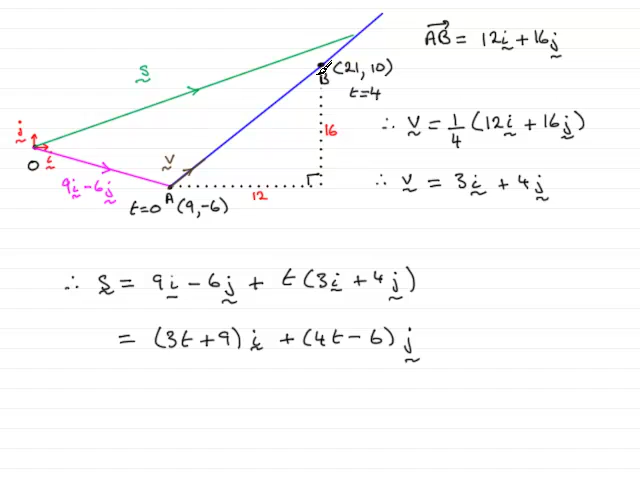 AB = 12i + 16j
s
B (21, 10)
t=4
∴ v = 1/4 (12i + 16j)
16
j
i
O
v
9i - 6j
∴ v = 3i + 4j
12
t=0 A (9, -6)
∴ s = 9i - 6j + t(3i + 4j)
= (3t + 9)i + (4t - 6)j